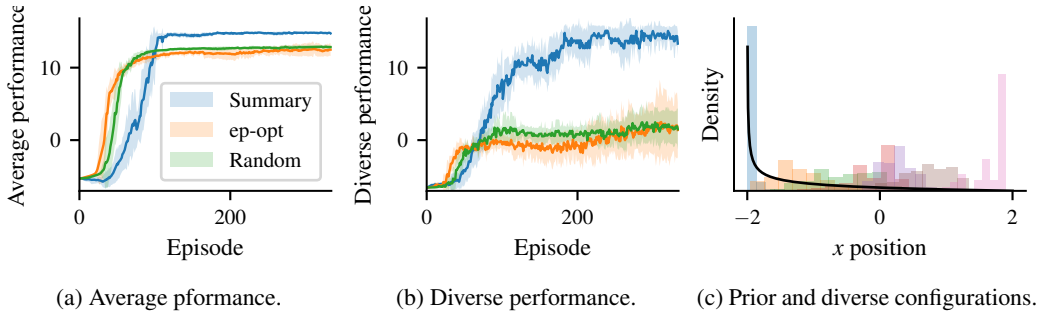 Average performance
10
0
0
200
Episode
Summary
ep-opt
Random
(a) Average pformance.
Diverse performance
10
0
0
200
Episode
(b) Diverse performance.
Density
−2
0
2
x position
(c) Prior and diverse configurations.